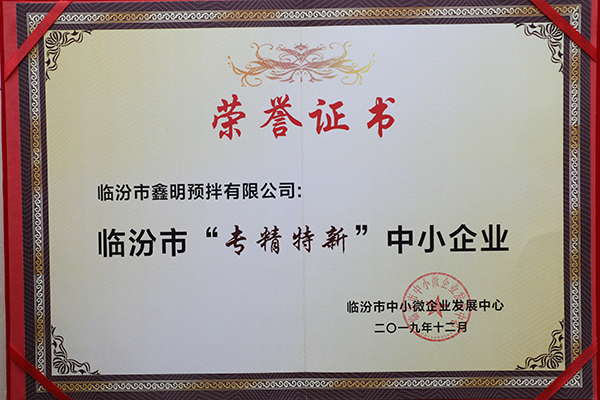 荣誉证书
临汾市鑫明预拌有限公司:
临汾市“专精特新”中小企业
临汾市中小微企业发展中心
二〇一九年十二月